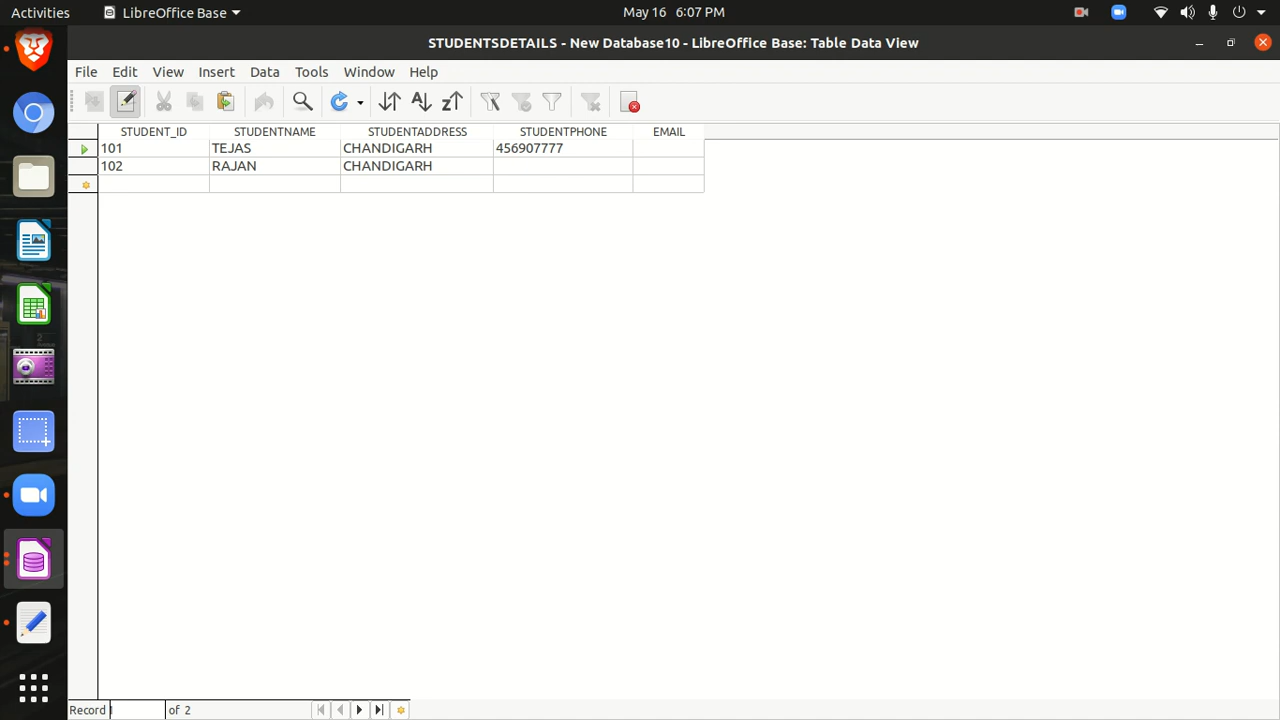 Activities LibreOffice Base May 16 6:07 PM
STUDENTSDETAILS - New Database10 - LibreOffice Base: Table Data View
File Edit View Insert Data Tools Window Help
STUDENT_ID STUDENTNAME STUDENTADDRESS STUDENTPHONE EMAIL
101 TEJAS CHANDIGARH 456907777
102 RAJAN CHANDIGARH
Record 1 of 2